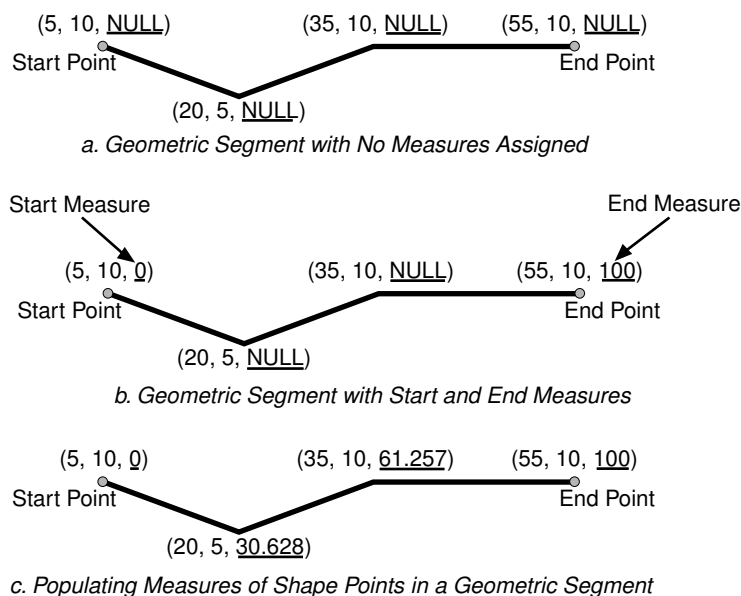 (5, 10, NULL) (35, 10, NULL) (55, 10, NULL)
Start Point End Point
(20, 5, NULL)
a. Geometric Segment with No Measures Assigned
Start Measure End Measure
(5, 10, 0) (35, 10, NULL) (55, 10, 100)
Start Point End Point
(20, 5, NULL)
b. Geometric Segment with Start and End Measures
(5, 10, 0) (35, 10, 61.257) (55, 10, 100)
Start Point End Point
(20, 5, 30.628)
c. Populating Measures of Shape Points in a Geometric Segment